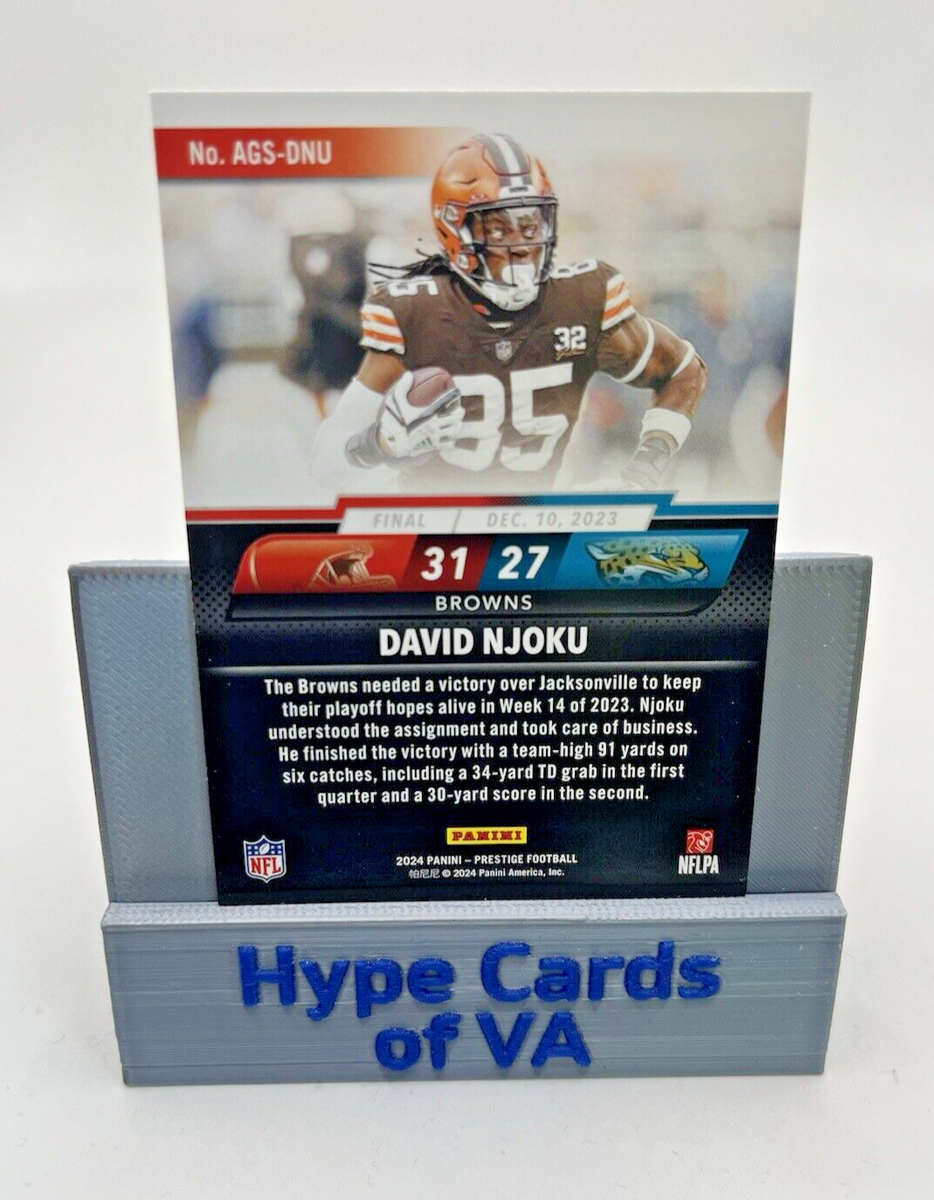 No. AGS-DNU
85
32
85
FINAL / DEC. 10, 2023
31 27
BROWNS
DAVID NJOKU
The Browns needed a victory over Jacksonville to keep
their playoff hopes alive in Week 14 of 2023. Njoku
understood the assignment and took care of business.
He finished the victory with a team-high 91 yards on
six catches, including a 34-yard TD grab in the first
quarter and a 30-yard score in the second.
PANINI
NFL
2024 PANINI – PRESTIGE FOOTBALL
帕尼尼 © 2024 Panini America, Inc.
NFLPA
Hype Cards
of VA